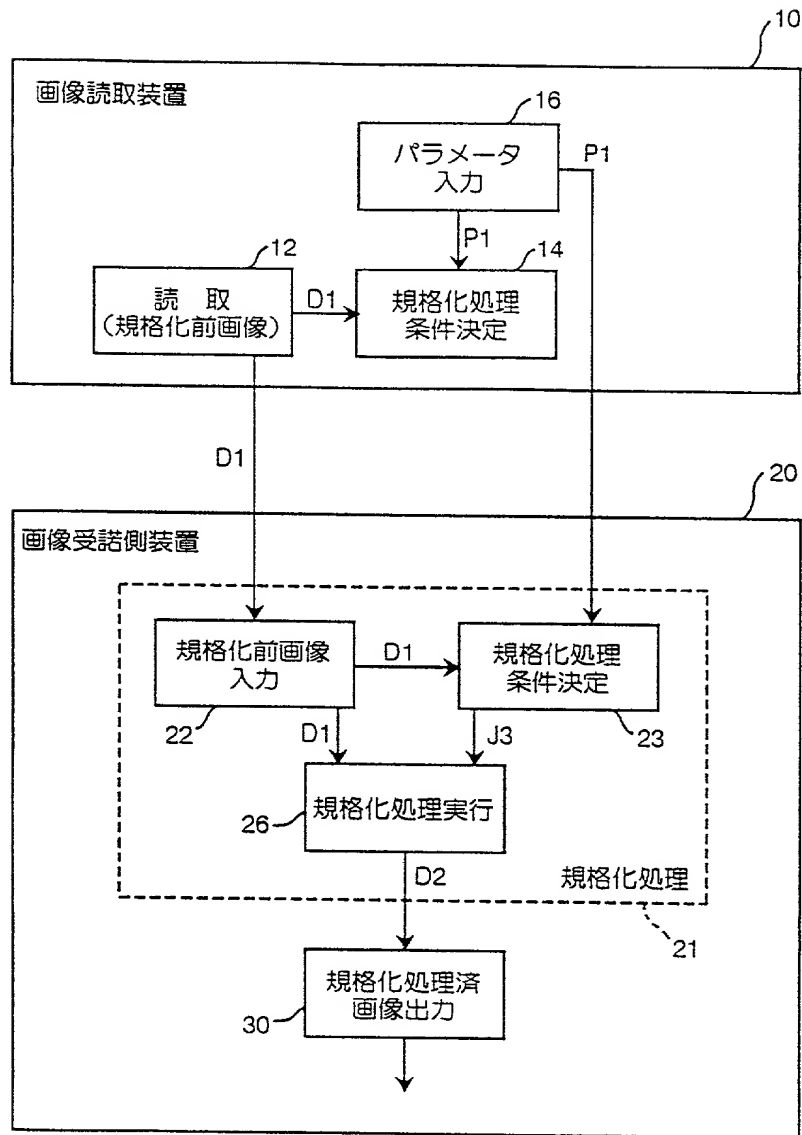 10
画像読取装置
16
パラメータ
入力
P1
P1
12
14
読 取
(規格化前画像)
D1
規格化処理
条件決定
D1
20
画像受諾側装置
規格化前画像
入力
D1
規格化処理
条件決定
22
D1
J3
23
26
規格化処理実行
D2
規格化処理
21
規格化処理済
画像出力
30